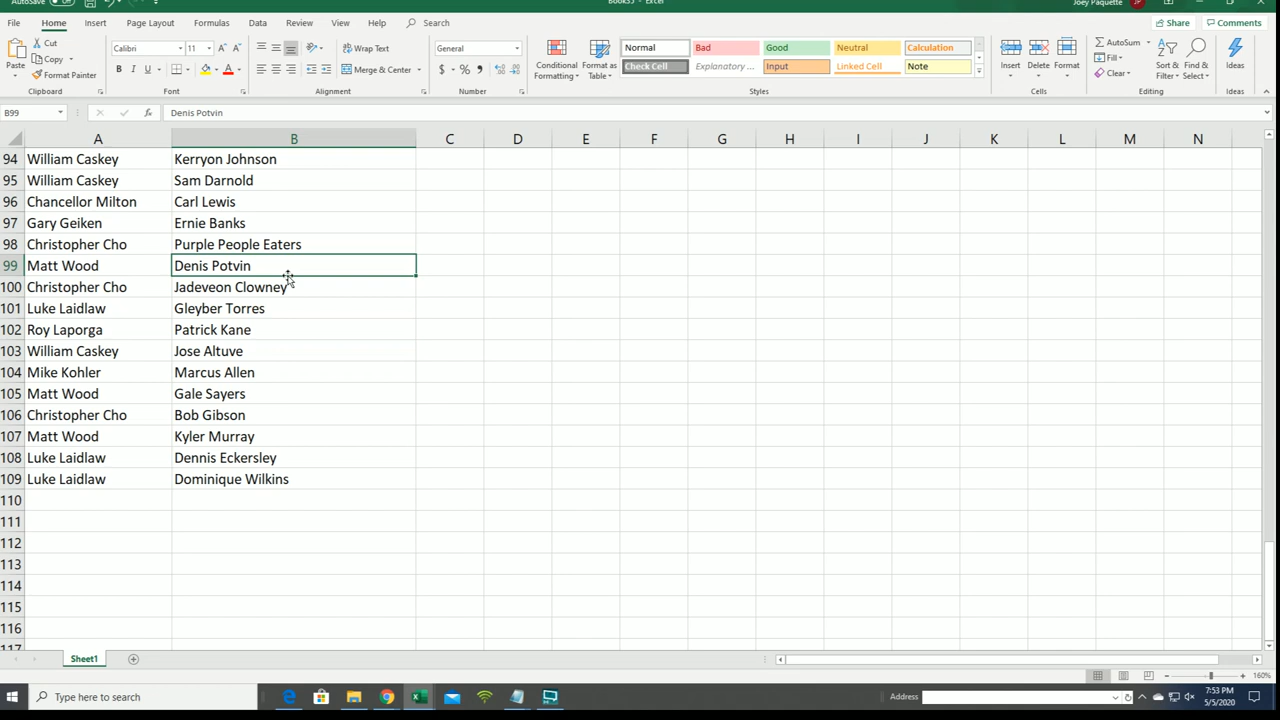 AutoSave Off Book35 - Excel Joey Paquette JP
File Home Insert Page Layout Formulas Data Review View Help Search Share Comments
Paste Cut Copy Format Painter Clipboard
Calibri 11 A A B I U A Font
Wrap Text Merge & Center Alignment
General $ % , Number
Conditional Formatting Format as Table
Normal Bad Good Neutral Calculation
Check Cell Explanatory ... Input Linked Cell Note
Styles
Insert Delete Format Cells
AutoSum Fill Clear Sort & Filter Find & Select Editing
Ideas Ideas
B99 fx Denis Potvin
A B C D E F G H I J K L M N
94 William Caskey Kerryon Johnson
95 William Caskey Sam Darnold
96 Chancellor Milton Carl Lewis
97 Gary Geiken Ernie Banks
98 Christopher Cho Purple People Eaters
99 Matt Wood Denis Potvin
100 Christopher Cho Jadeveon Clowney
101 Luke Laidlaw Gleyber Torres
102 Roy Laporga Patrick Kane
103 William Caskey Jose Altuve
104 Mike Kohler Marcus Allen
105 Matt Wood Gale Sayers
106 Christopher Cho Bob Gibson
107 Matt Wood Kyler Murray
108 Luke Laidlaw Dennis Eckersley
109 Luke Laidlaw Dominique Wilkins
110
111
112
113
114
115
116
117
Sheet1
160%
Type here to search Address 7:53 PM
5/5/2020